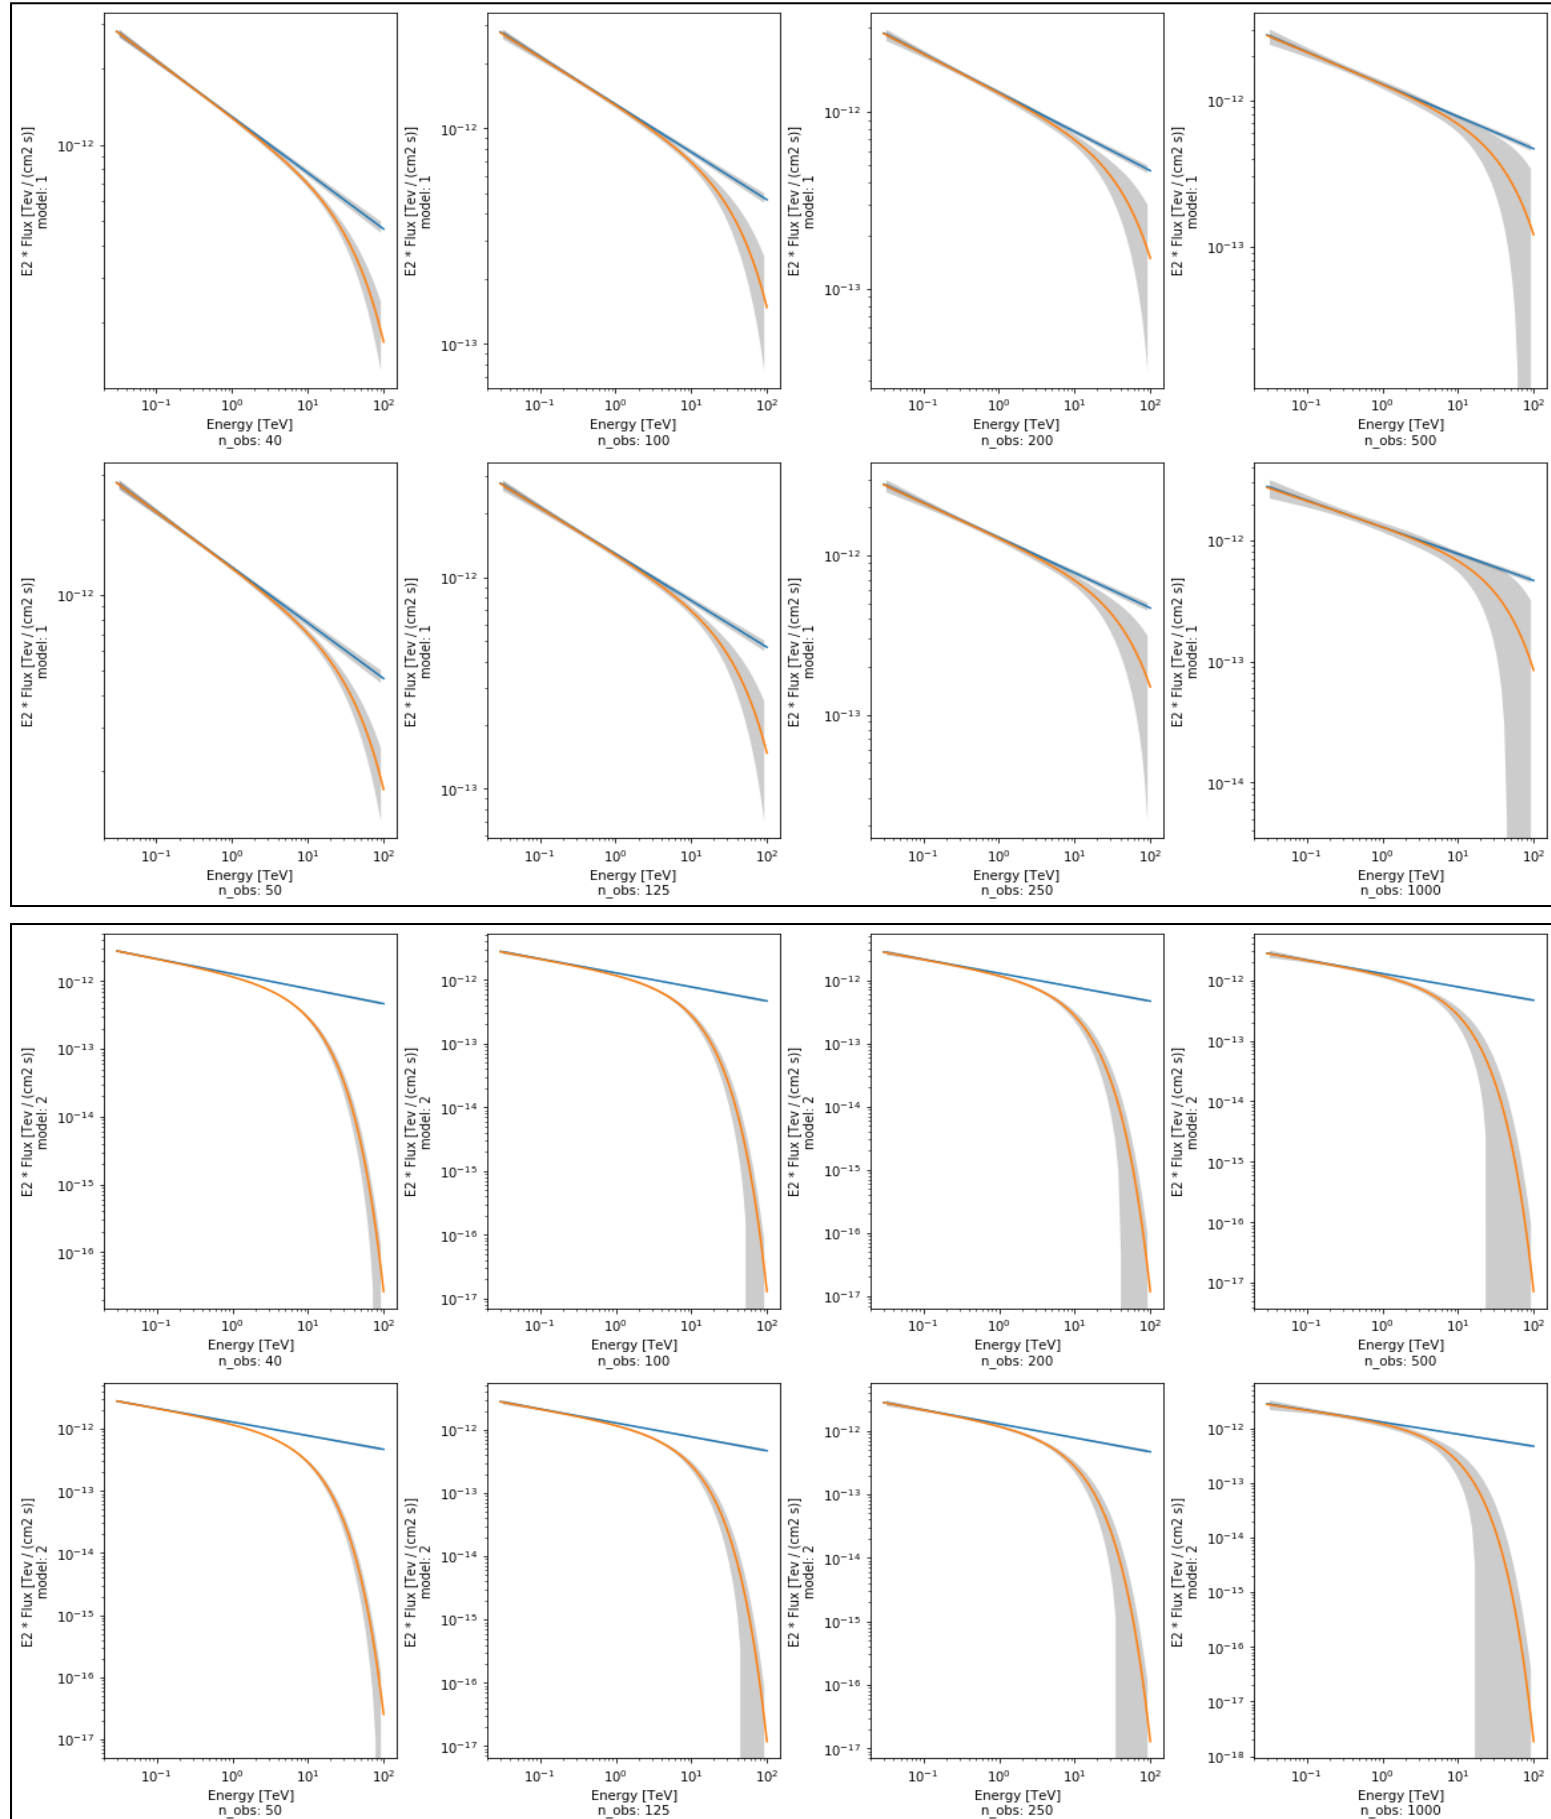 E2 * Flux [Tev / (cm2 s)]
model: 1
10⁻¹²
10⁻¹ 10⁰ 10¹ 10²
Energy [TeV]
n_obs: 40
E2 * Flux [Tev / (cm2 s)]
model: 1
10⁻¹²
10⁻¹³
10⁻¹ 10⁰ 10¹ 10²
Energy [TeV]
n_obs: 100
E2 * Flux [Tev / (cm2 s)]
model: 1
10⁻¹²
10⁻¹³
10⁻¹ 10⁰ 10¹ 10²
Energy [TeV]
n_obs: 200
E2 * Flux [Tev / (cm2 s)]
model: 1
10⁻¹²
10⁻¹³
10⁻¹ 10⁰ 10¹ 10²
Energy [TeV]
n_obs: 500
E2 * Flux [Tev / (cm2 s)]
model: 1
10⁻¹²
10⁻¹ 10⁰ 10¹ 10²
Energy [TeV]
n_obs: 50
E2 * Flux [Tev / (cm2 s)]
model: 1
10⁻¹²
10⁻¹³
10⁻¹ 10⁰ 10¹ 10²
Energy [TeV]
n_obs: 125
E2 * Flux [Tev / (cm2 s)]
model: 1
10⁻¹²
10⁻¹³
10⁻¹ 10⁰ 10¹ 10²
Energy [TeV]
n_obs: 250
E2 * Flux [Tev / (cm2 s)]
model: 1
10⁻¹²
10⁻¹³
10⁻¹⁴
10⁻¹ 10⁰ 10¹ 10²
Energy [TeV]
n_obs: 1000
E2 * Flux [Tev / (cm2 s)]
model: 2
10⁻¹²
10⁻¹³
10⁻¹⁴
10⁻¹⁵
10⁻¹⁶
10⁻¹ 10⁰ 10¹ 10²
Energy [TeV]
n_obs: 40
E2 * Flux [Tev / (cm2 s)]
model: 2
10⁻¹²
10⁻¹³
10⁻¹⁴
10⁻¹⁵
10⁻¹⁶
10⁻¹⁷
10⁻¹ 10⁰ 10¹ 10²
Energy [TeV]
n_obs: 100
E2 * Flux [Tev / (cm2 s)]
model: 2
10⁻¹²
10⁻¹³
10⁻¹⁴
10⁻¹⁵
10⁻¹⁶
10⁻¹⁷
10⁻¹ 10⁰ 10¹ 10²
Energy [TeV]
n_obs: 200
E2 * Flux [Tev / (cm2 s)]
model: 2
10⁻¹²
10⁻¹³
10⁻¹⁴
10⁻¹⁵
10⁻¹⁶
10⁻¹⁷
10⁻¹ 10⁰ 10¹ 10²
Energy [TeV]
n_obs: 500
E2 * Flux [Tev / (cm2 s)]
model: 2
10⁻¹²
10⁻¹³
10⁻¹⁴
10⁻¹⁵
10⁻¹⁶
10⁻¹⁷
10⁻¹ 10⁰ 10¹ 10²
Energy [TeV]
n_obs: 50
E2 * Flux [Tev / (cm2 s)]
model: 2
10⁻¹²
10⁻¹³
10⁻¹⁴
10⁻¹⁵
10⁻¹⁶
10⁻¹⁷
10⁻¹ 10⁰ 10¹ 10²
Energy [TeV]
n_obs: 125
E2 * Flux [Tev / (cm2 s)]
model: 2
10⁻¹²
10⁻¹³
10⁻¹⁴
10⁻¹⁵
10⁻¹⁶
10⁻¹⁷
10⁻¹ 10⁰ 10¹ 10²
Energy [TeV]
n_obs: 250
E2 * Flux [Tev / (cm2 s)]
model: 2
10⁻¹²
10⁻¹³
10⁻¹⁴
10⁻¹⁵
10⁻¹⁶
10⁻¹⁷
10⁻¹⁸
10⁻¹ 10⁰ 10¹ 10²
Energy [TeV]
n_obs: 1000